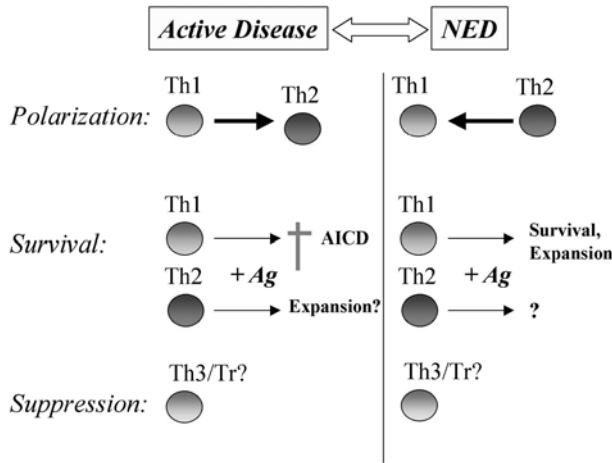 Active Disease NED
Th1 Th2 Th1 Th2
Polarization:
Th1 Th1
Survival: AICD Survival,
Expansion
Th2 + Ag Th2 + Ag
Expansion? ?
Th3/Tr? Th3/Tr?
Suppression: